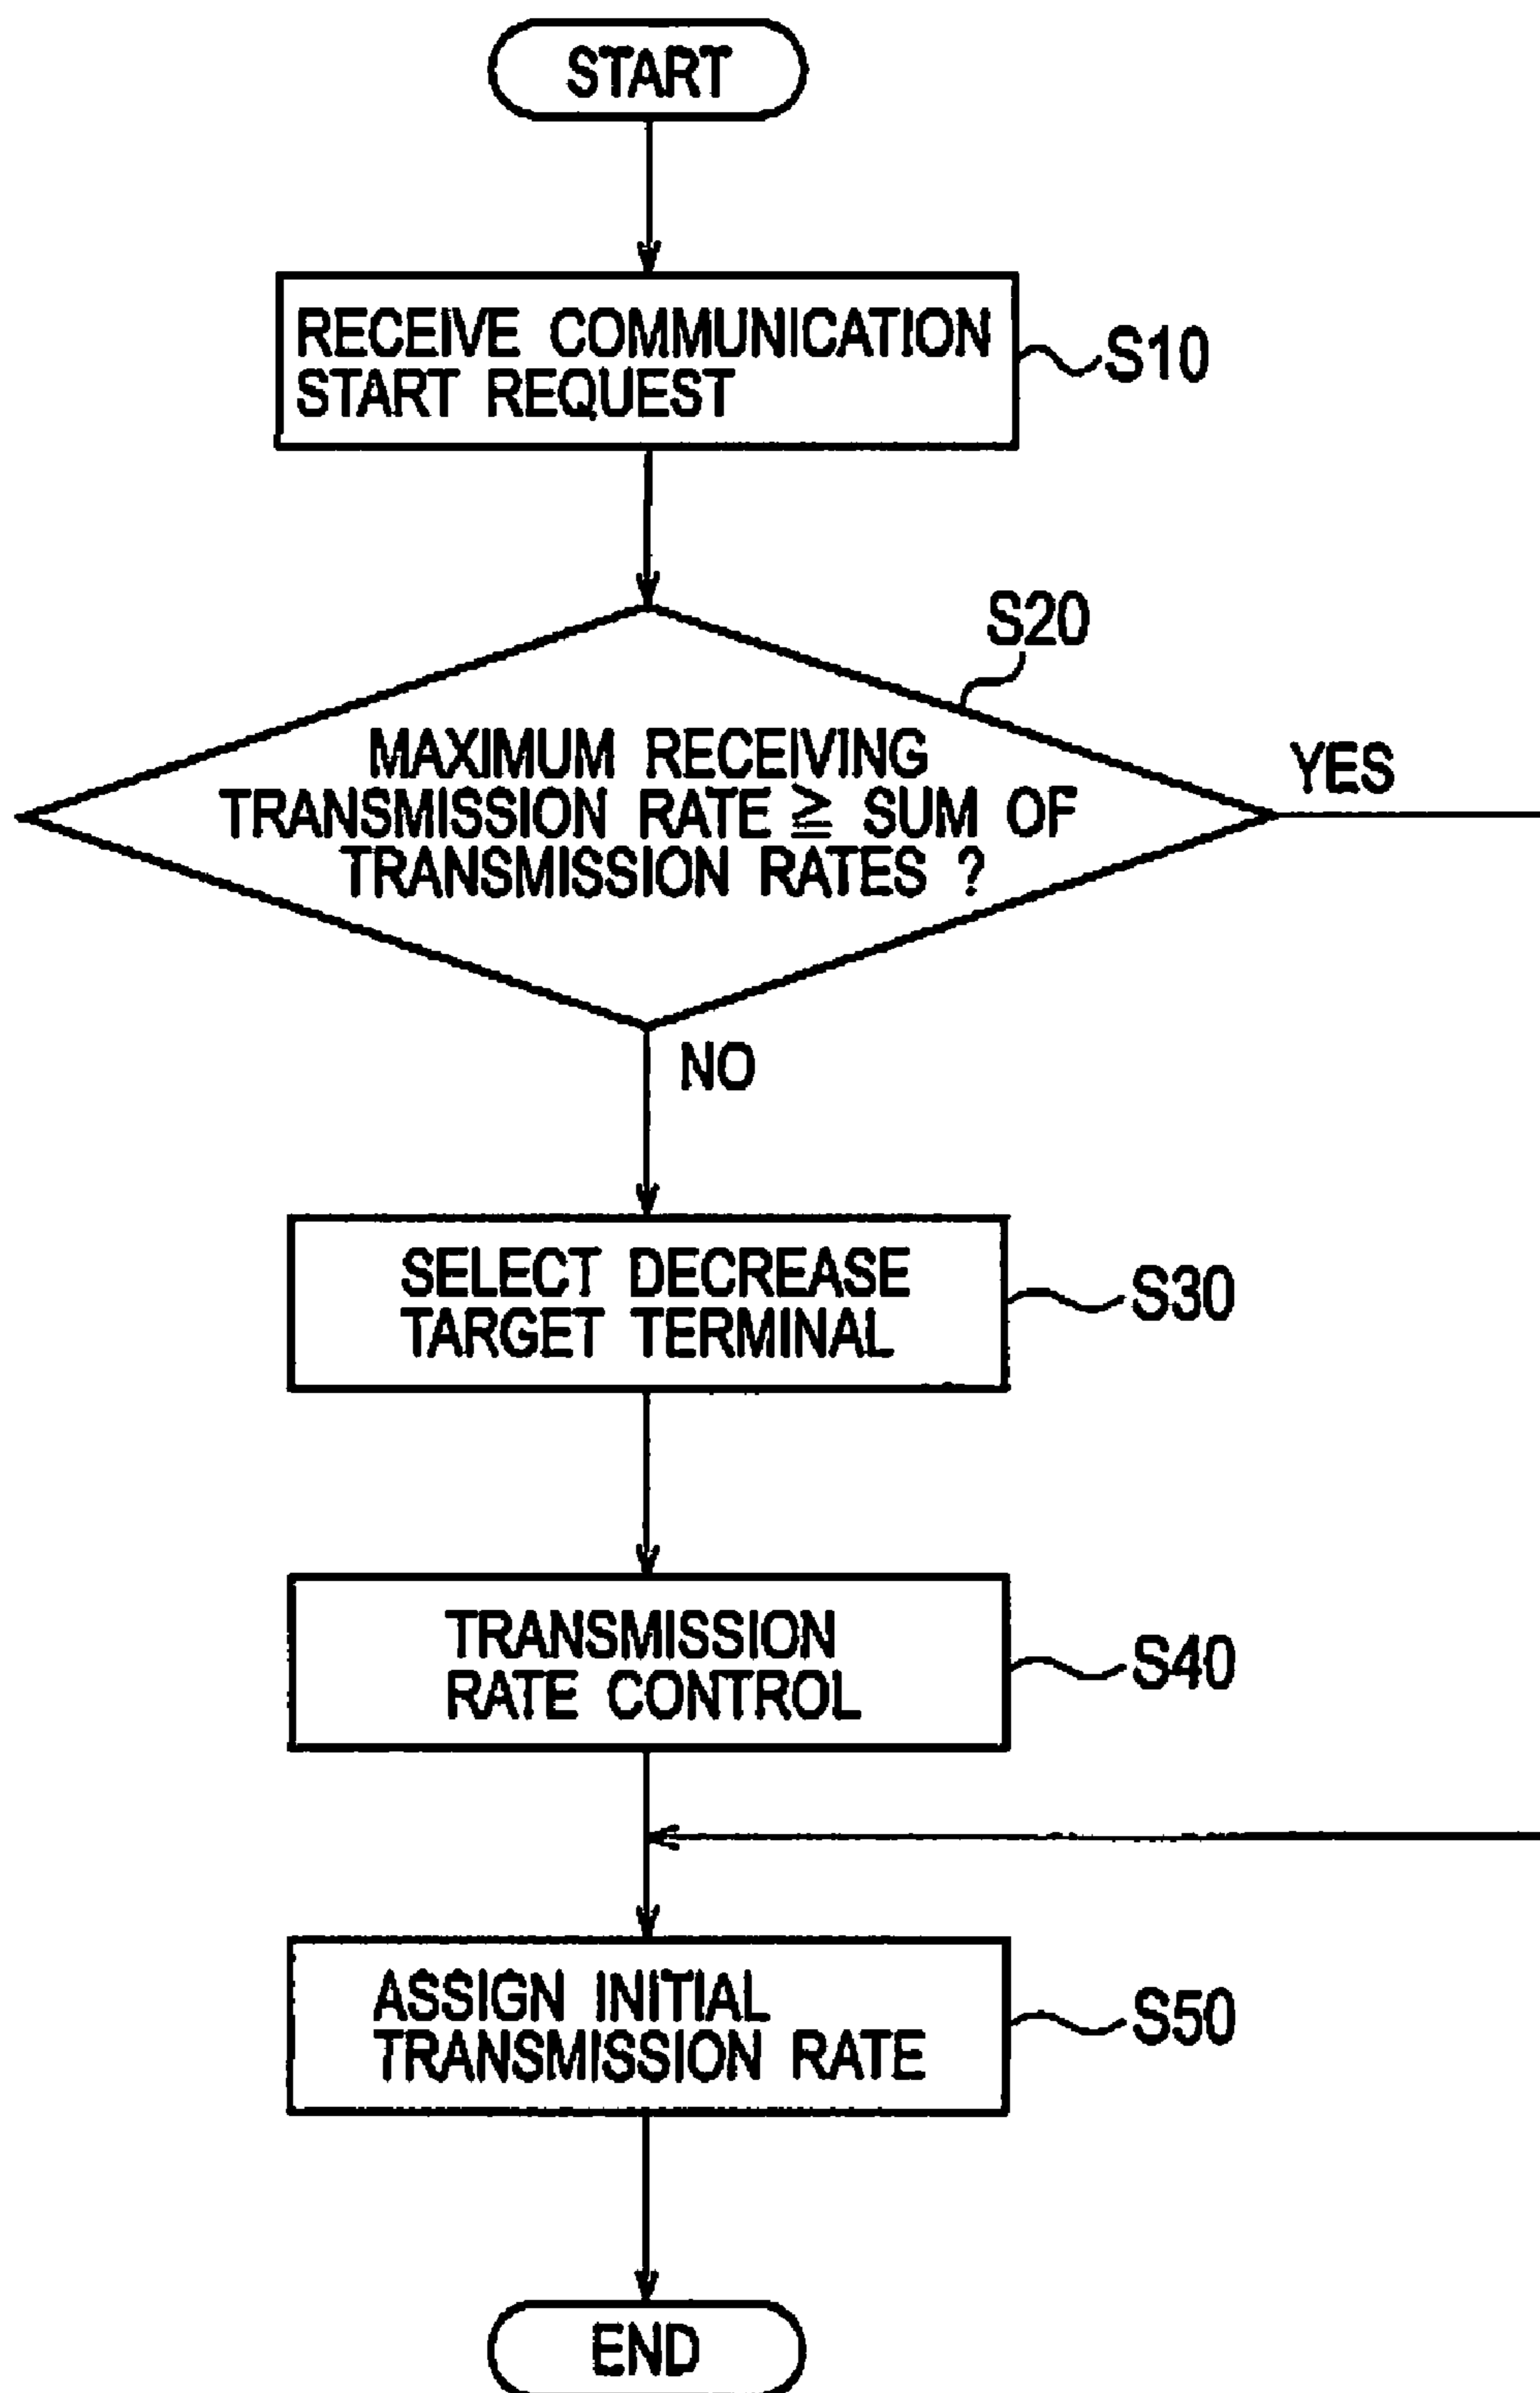 START
RECEIVE COMMUNICATION
START REQUEST
S10
S20
MAXIMUM RECEIVING
TRANSMISSION RATE ≧ SUM OF
TRANSMISSION RATES ?
YES
NO
SELECT DECREASE
TARGET TERMINAL
S30
TRANSMISSION
RATE CONTROL
S40
ASSIGN INITIAL
TRANSMISSION RATE
S50
END